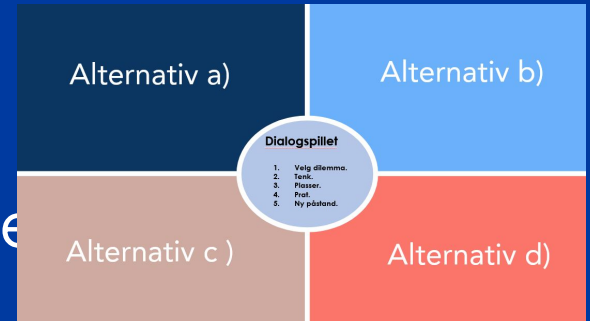 Alternativ a)
Alternativ b)
Dialogspillet
1. Velg dilemma.
2. Tenk.
3. Plasser.
4. Prat.
5. Ny påstand.
Alternativ c )
Alternativ d)